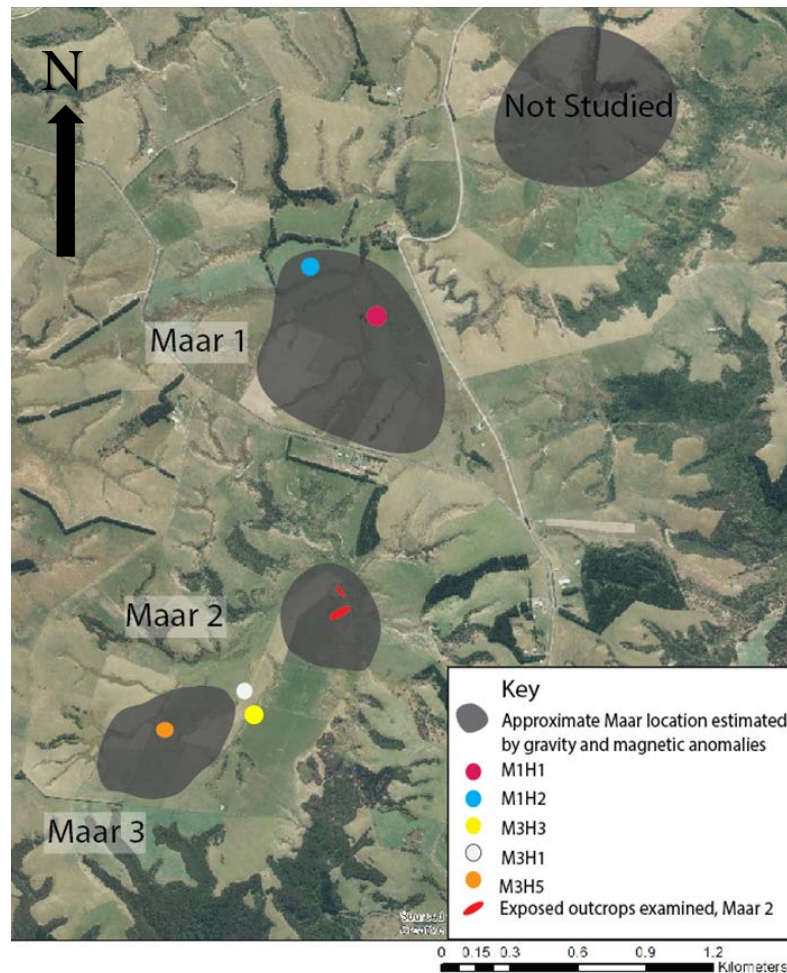 N
Not Studied
Maar 1
Maar 2
Maar 3
Key
Approximate Maar location estimated
by gravity and magnetic anomalies
M1H1
M1H2
M3H3
M3H1
M3H5
Exposed outcrops examined, Maar 2
0 0.15 0.3 0.6 0.9 1.2
Kilometers